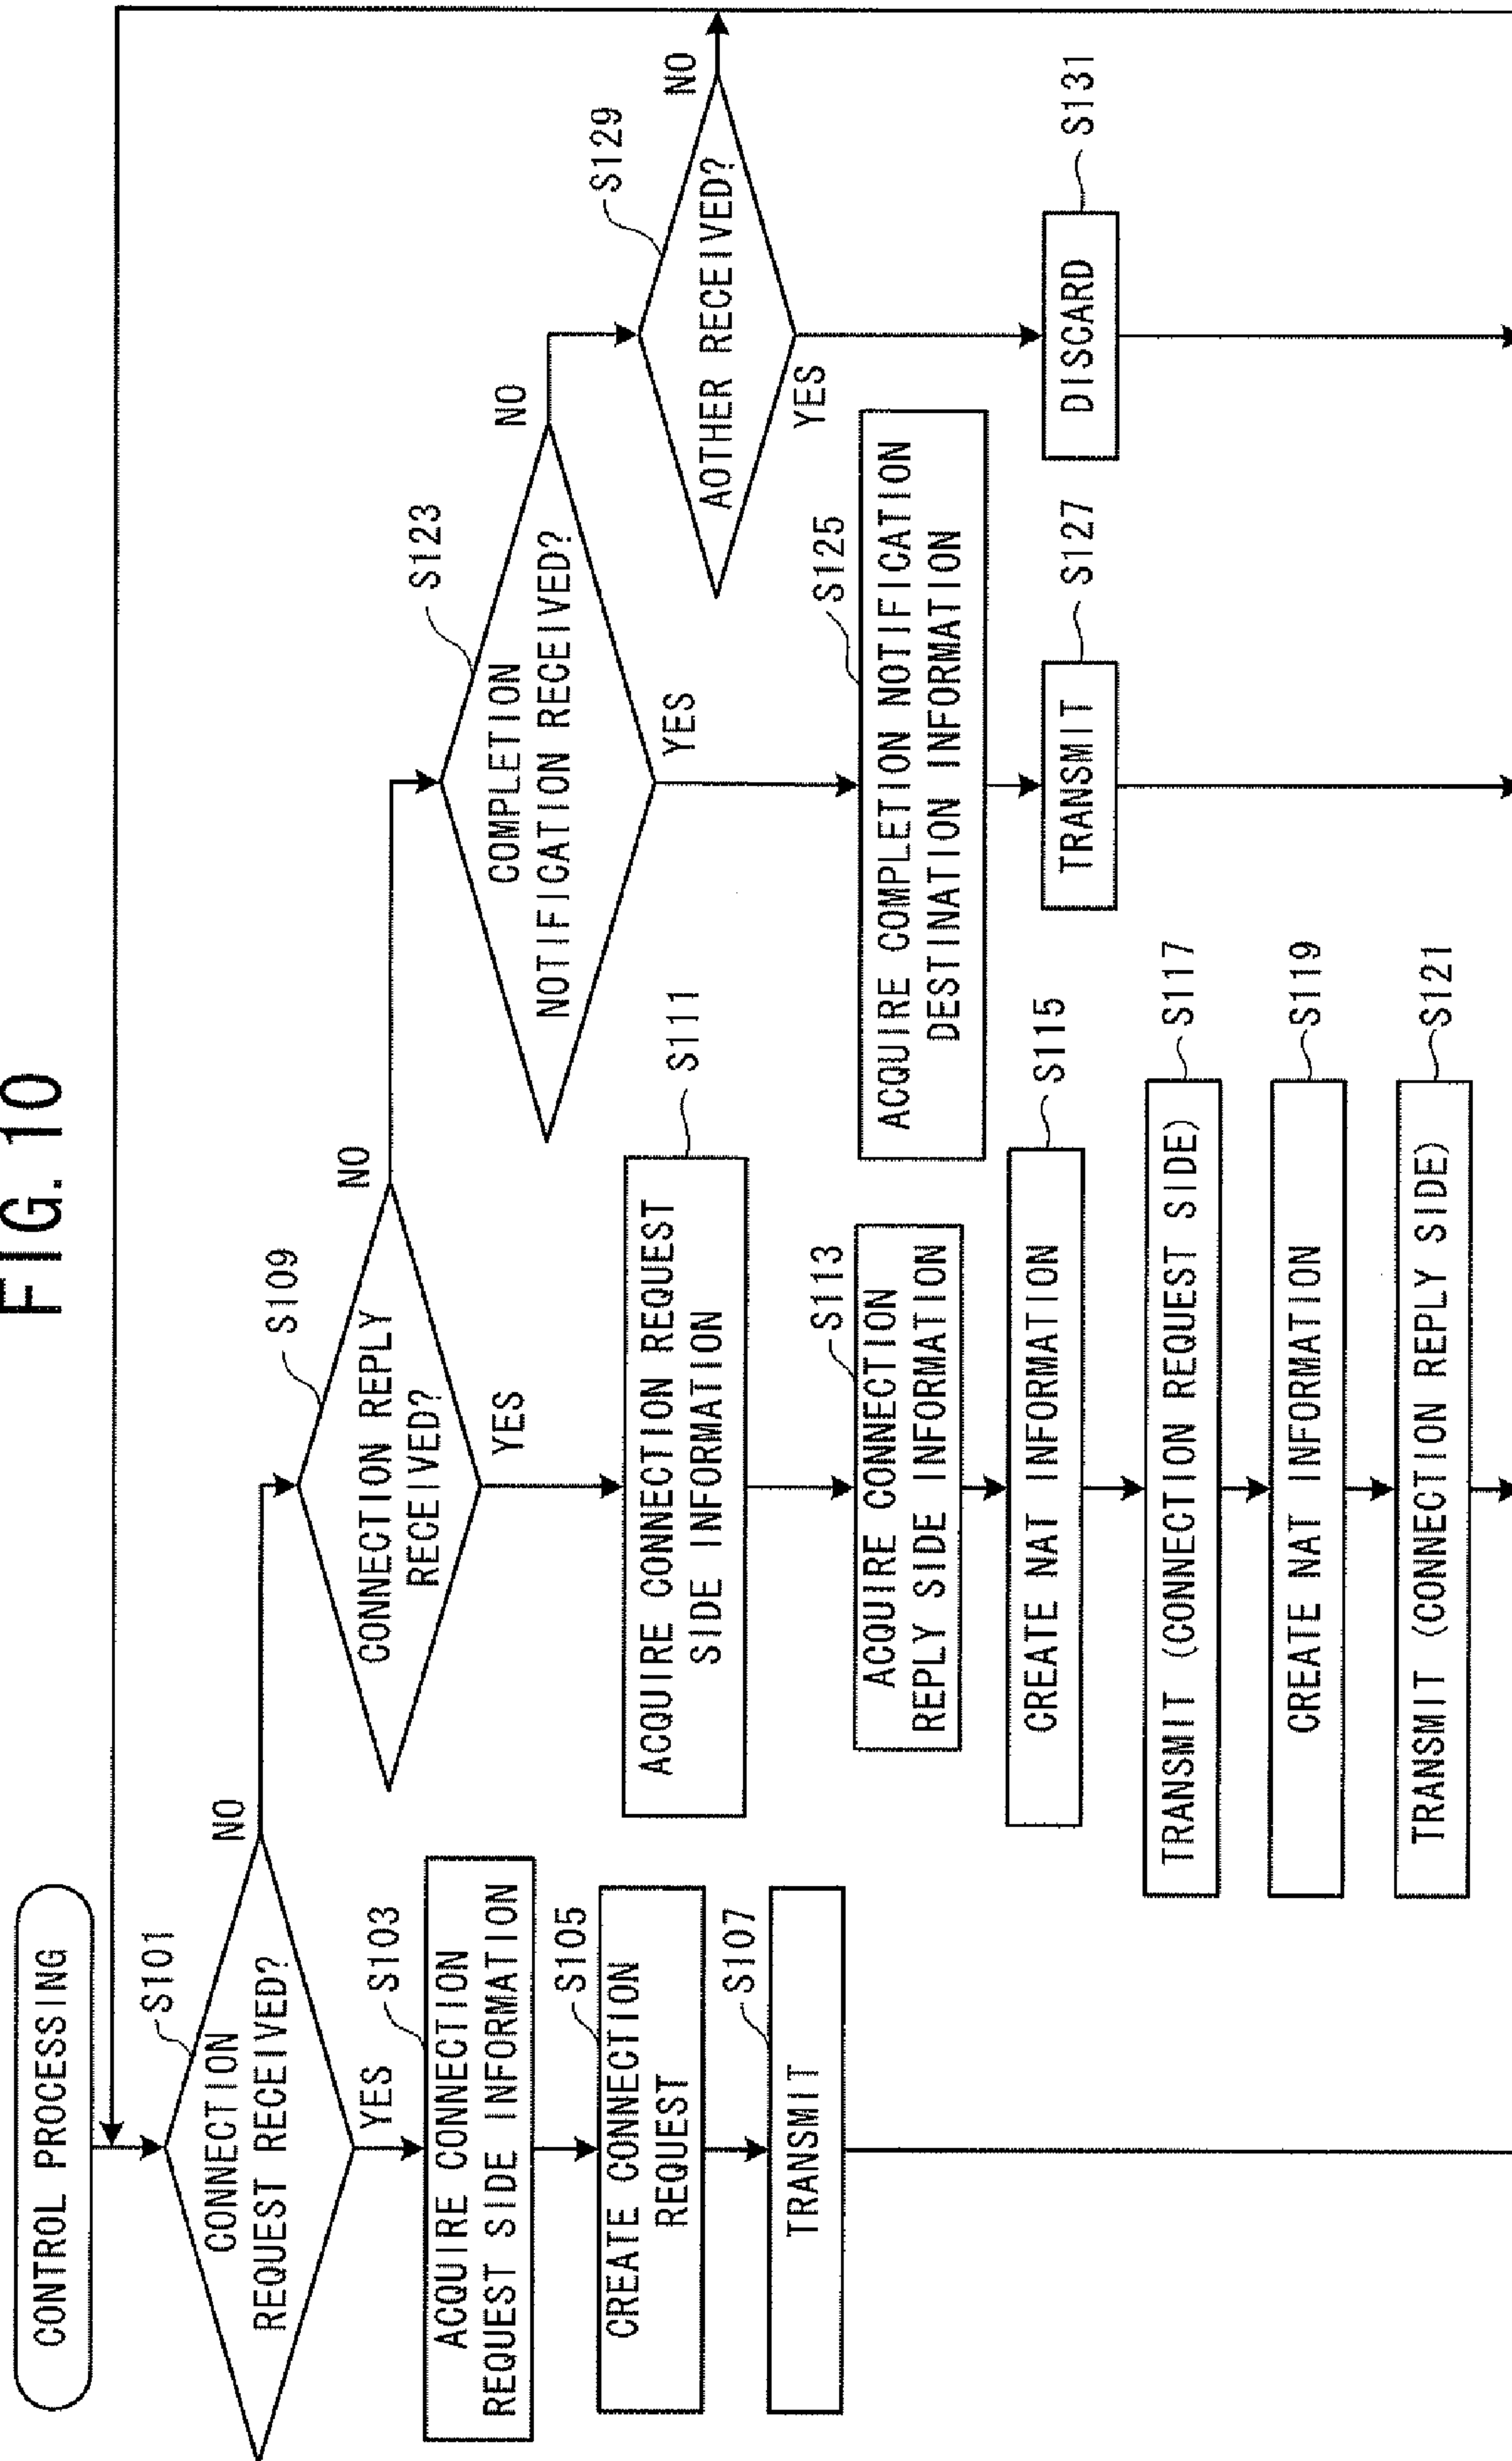 FIG. 10
CONTROL PROCESSING
S101
CONNECTION
REQUEST RECEIVED?
NO
YES
S103
ACQUIRE CONNECTION
REQUEST SIDE INFORMATION
S105
CREATE CONNECTION
REQUEST
S107
TRANSMIT
S109
CONNECTION REPLY
RECEIVED?
NO
YES
S111
ACQUIRE CONNECTION REQUEST
SIDE INFORMATION
S113
ACQUIRE CONNECTION
REPLY SIDE INFORMATION
S115
CREATE NAT INFORMATION
S117
TRANSMIT (CONNECTION REQUEST SIDE)
S119
CREATE NAT INFORMATION
S121
TRANSMIT (CONNECTION REPLY SIDE)
S123
COMPLETION
NOTIFICATION RECEIVED?
NO
YES
S125
ACQUIRE COMPLETION NOTIFICATION
DESTINATION INFORMATION
S127
TRANSMIT
S129
AOTHER RECEIVED?
NO
YES
S131
DISCARD